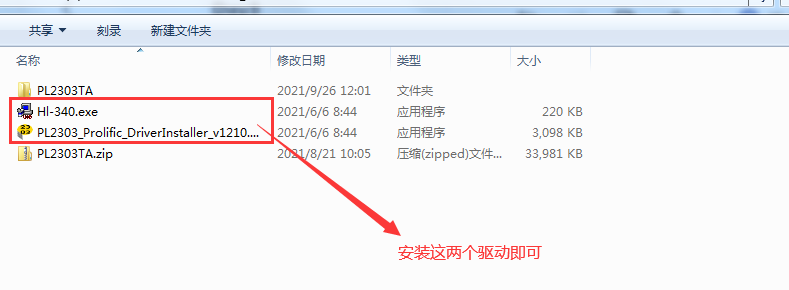 共享 刻录 新建文件夹
名称 修改日期 类型 大小
PL2303TA 2021/9/26 12:01 文件夹
Hl-340.exe 2021/6/6 8:44 应用程序 220 KB
PL2303_Prolific_DriverInstaller_v1210.... 2021/6/6 8:44 应用程序 3,098 KB
PL2303TA.zip 2021/8/21 10:05 压缩(zipped)文件... 33,981 KB
安装这两个驱动即可